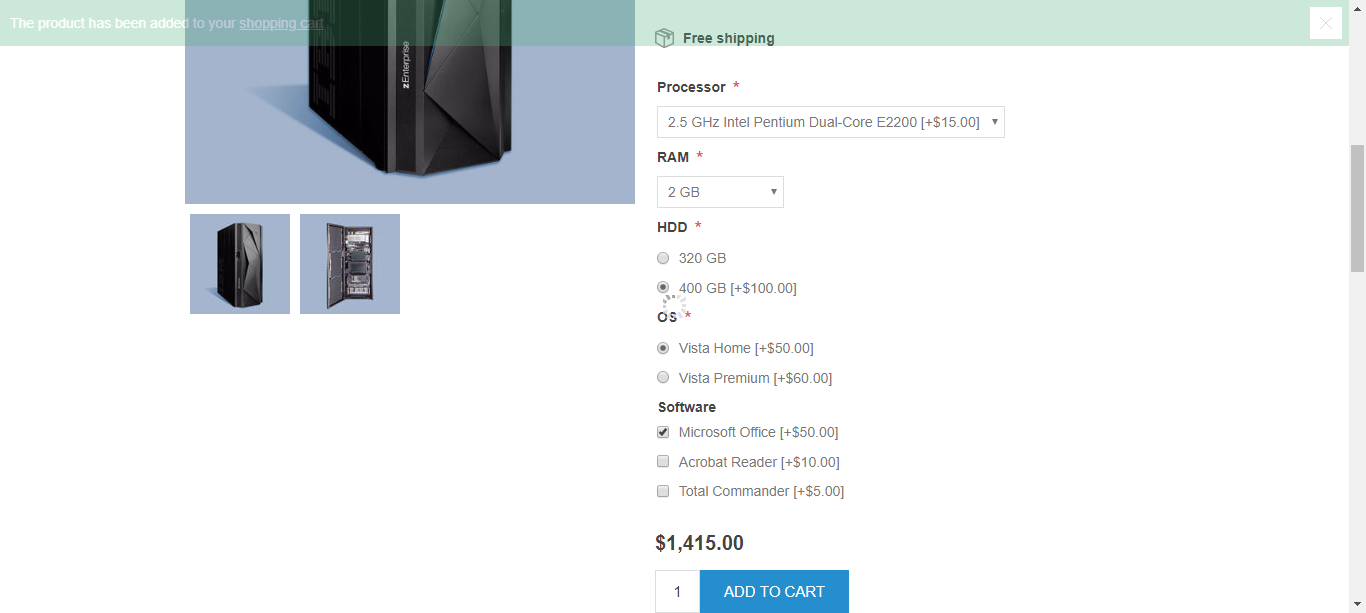 The product has been added to your shopping cart
zEnterprise
Free shipping
Processor *
2.5 GHz Intel Pentium Dual-Core E2200 [+$15.00]
RAM *
2 GB
HDD *
320 GB
400 GB [+$100.00]
OS *
Vista Home [+$50.00]
Vista Premium [+$60.00]
Software
Microsoft Office [+$50.00]
Acrobat Reader [+$10.00]
Total Commander [+$5.00]
$1,415.00
1 ADD TO CART